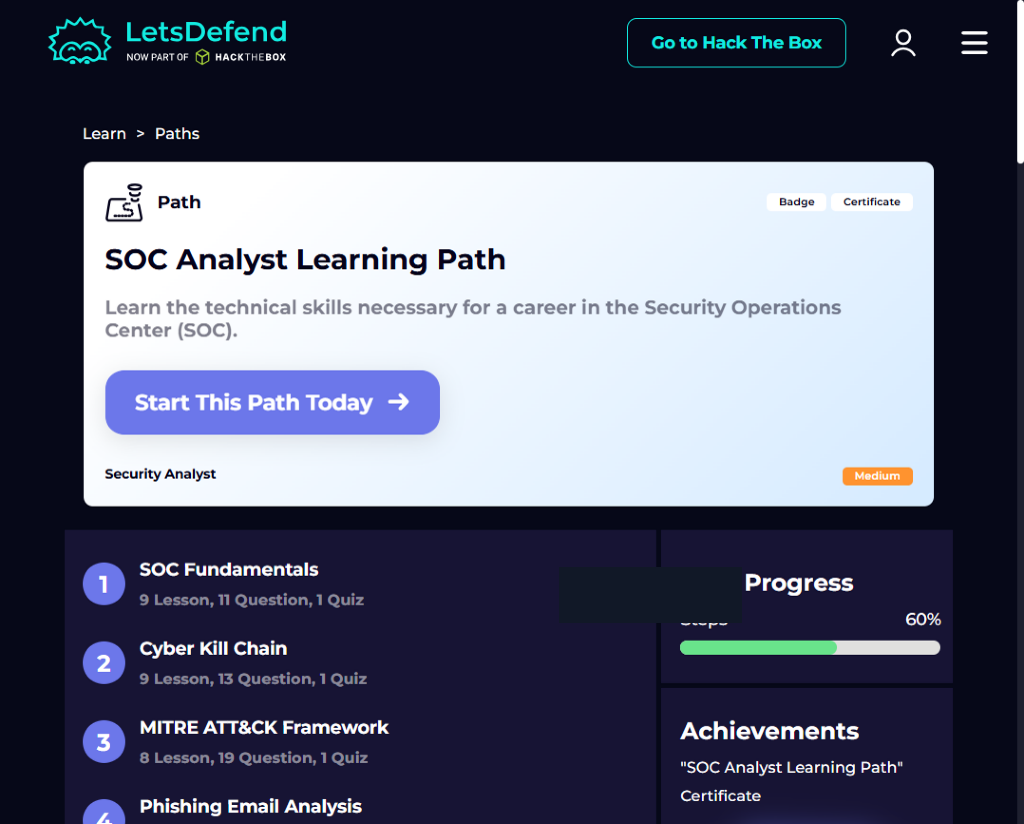 LetsDefend
NOW PART OF HACKTHEBOX
Go to Hack The Box
Learn > Paths
Path
Badge
Certificate
SOC Analyst Learning Path
Learn the technical skills necessary for a career in the Security Operations
Center (SOC).
Start This Path Today →
Security Analyst
Medium
1
SOC Fundamentals
9 Lesson, 11 Question, 1 Quiz
2
Cyber Kill Chain
9 Lesson, 13 Question, 1 Quiz
3
MITRE ATT&CK Framework
8 Lesson, 19 Question, 1 Quiz
4
Phishing Email Analysis
Progress
60%
Achievements
"SOC Analyst Learning Path"
Certificate